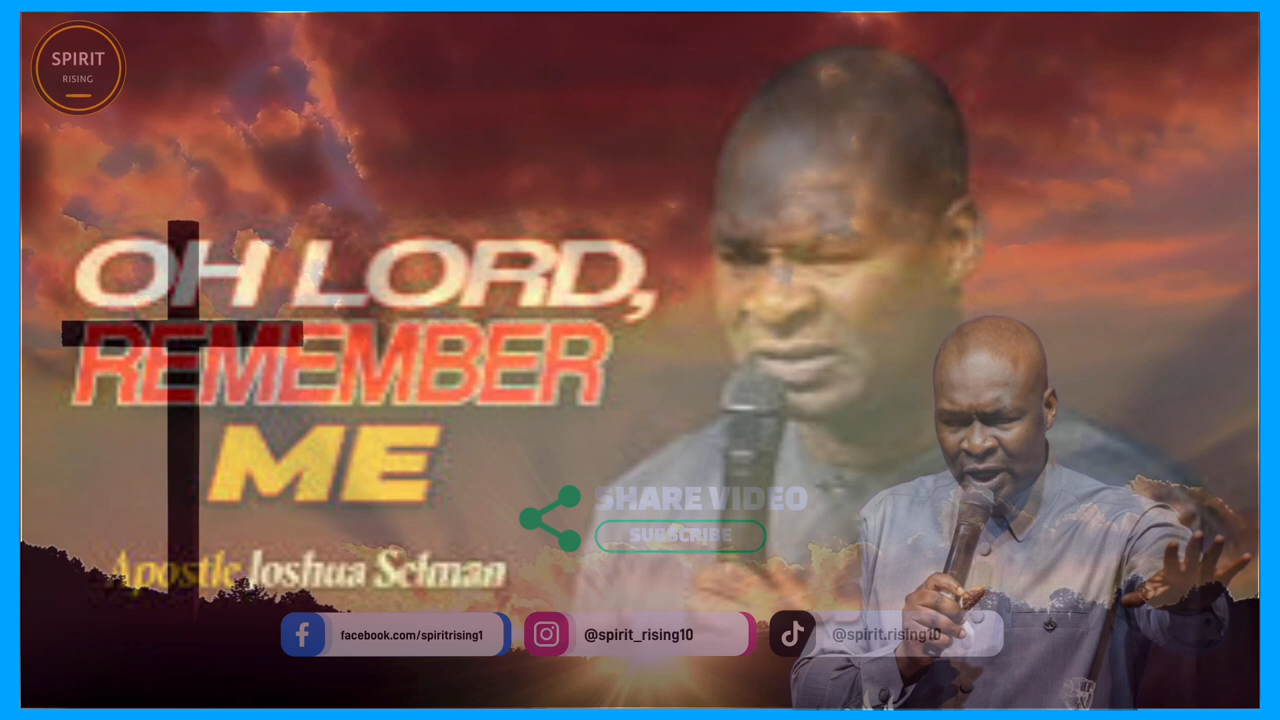 SPIRIT
RISING
OH LORD,
REMEMBER
ME
SHARE VIDEO
SUBSCRIBE
Apostle Joshua Selman
facebook.com/spiritrising1
@spirit_rising10
@spirit.rising10